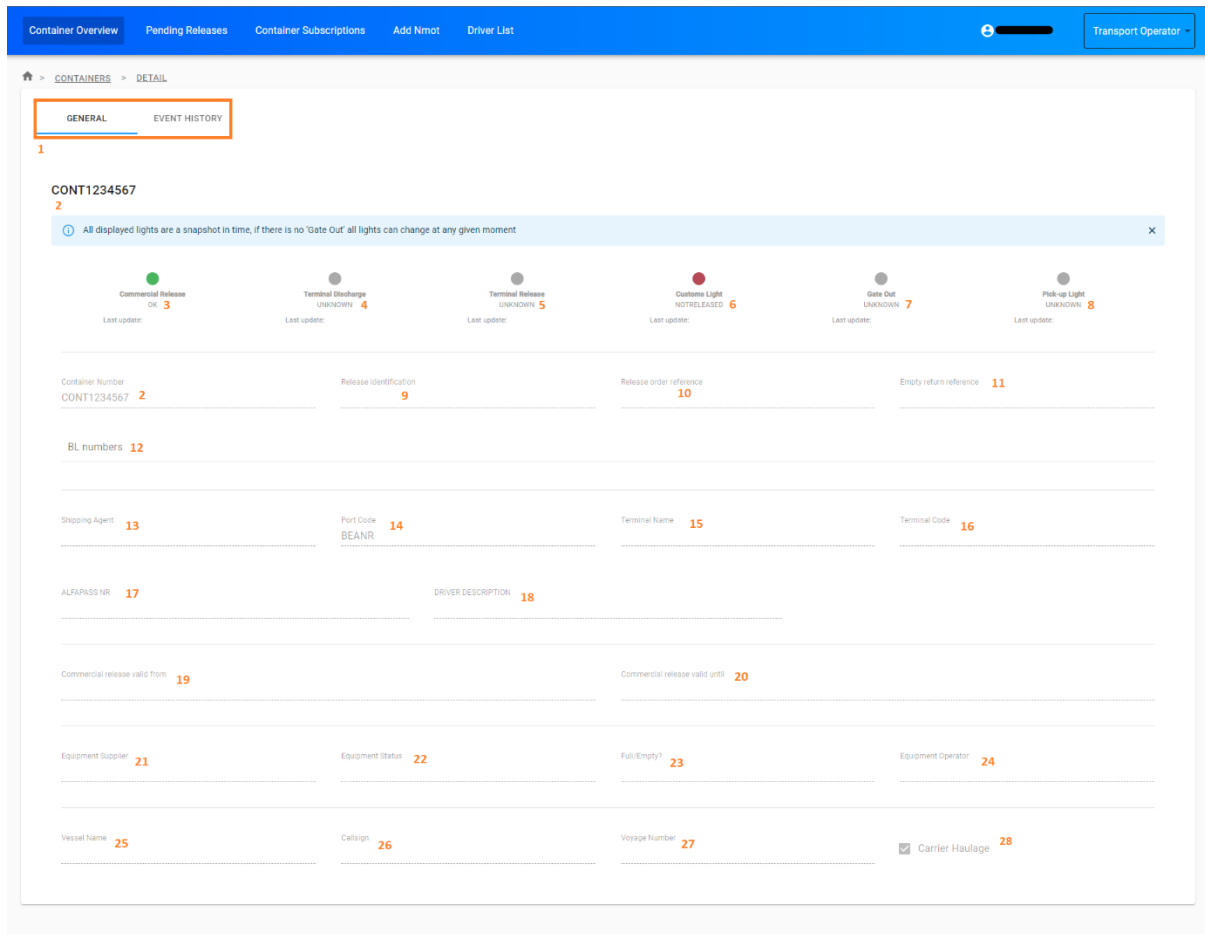 Container Overview Pending Releases Container Subscriptions Add Nmot Driver List Transport Operator
> CONTAINERS > DETAIL
GENERAL EVENT HISTORY
1
CONT1234567
2
All displayed lights are a snapshot in time, if there is no 'Gate Out' all lights can change at any given moment ×
Commercial Release Terminal Discharge Terminal Release Customs Light Gate Out Pick-up Light
OK 3 UNKNOWN 4 UNKNOWN 5 NOTRELEASED 6 UNKNOWN 7 UNKNOWN 8
Last update: Last update: Last update: Last update: Last update: Last update:
Container Number Release identification Release order reference Empty return reference 11
CONT1234567 2 9 10
BL numbers 12
Shipping Agent 13 Port Code 14 Terminal Name 15 Terminal Code 16
BEANR
ALFAPASS NR 17 DRIVER DESCRIPTION 18
Commercial release valid from 19 Commercial release valid until 20
Equipment Supplier 21 Equipment Status 22 Full/Empty? 23 Equipment Operator 24
Vessel Name 25 Callsign 26 Voyage Number 27 Carrier Haulage 28